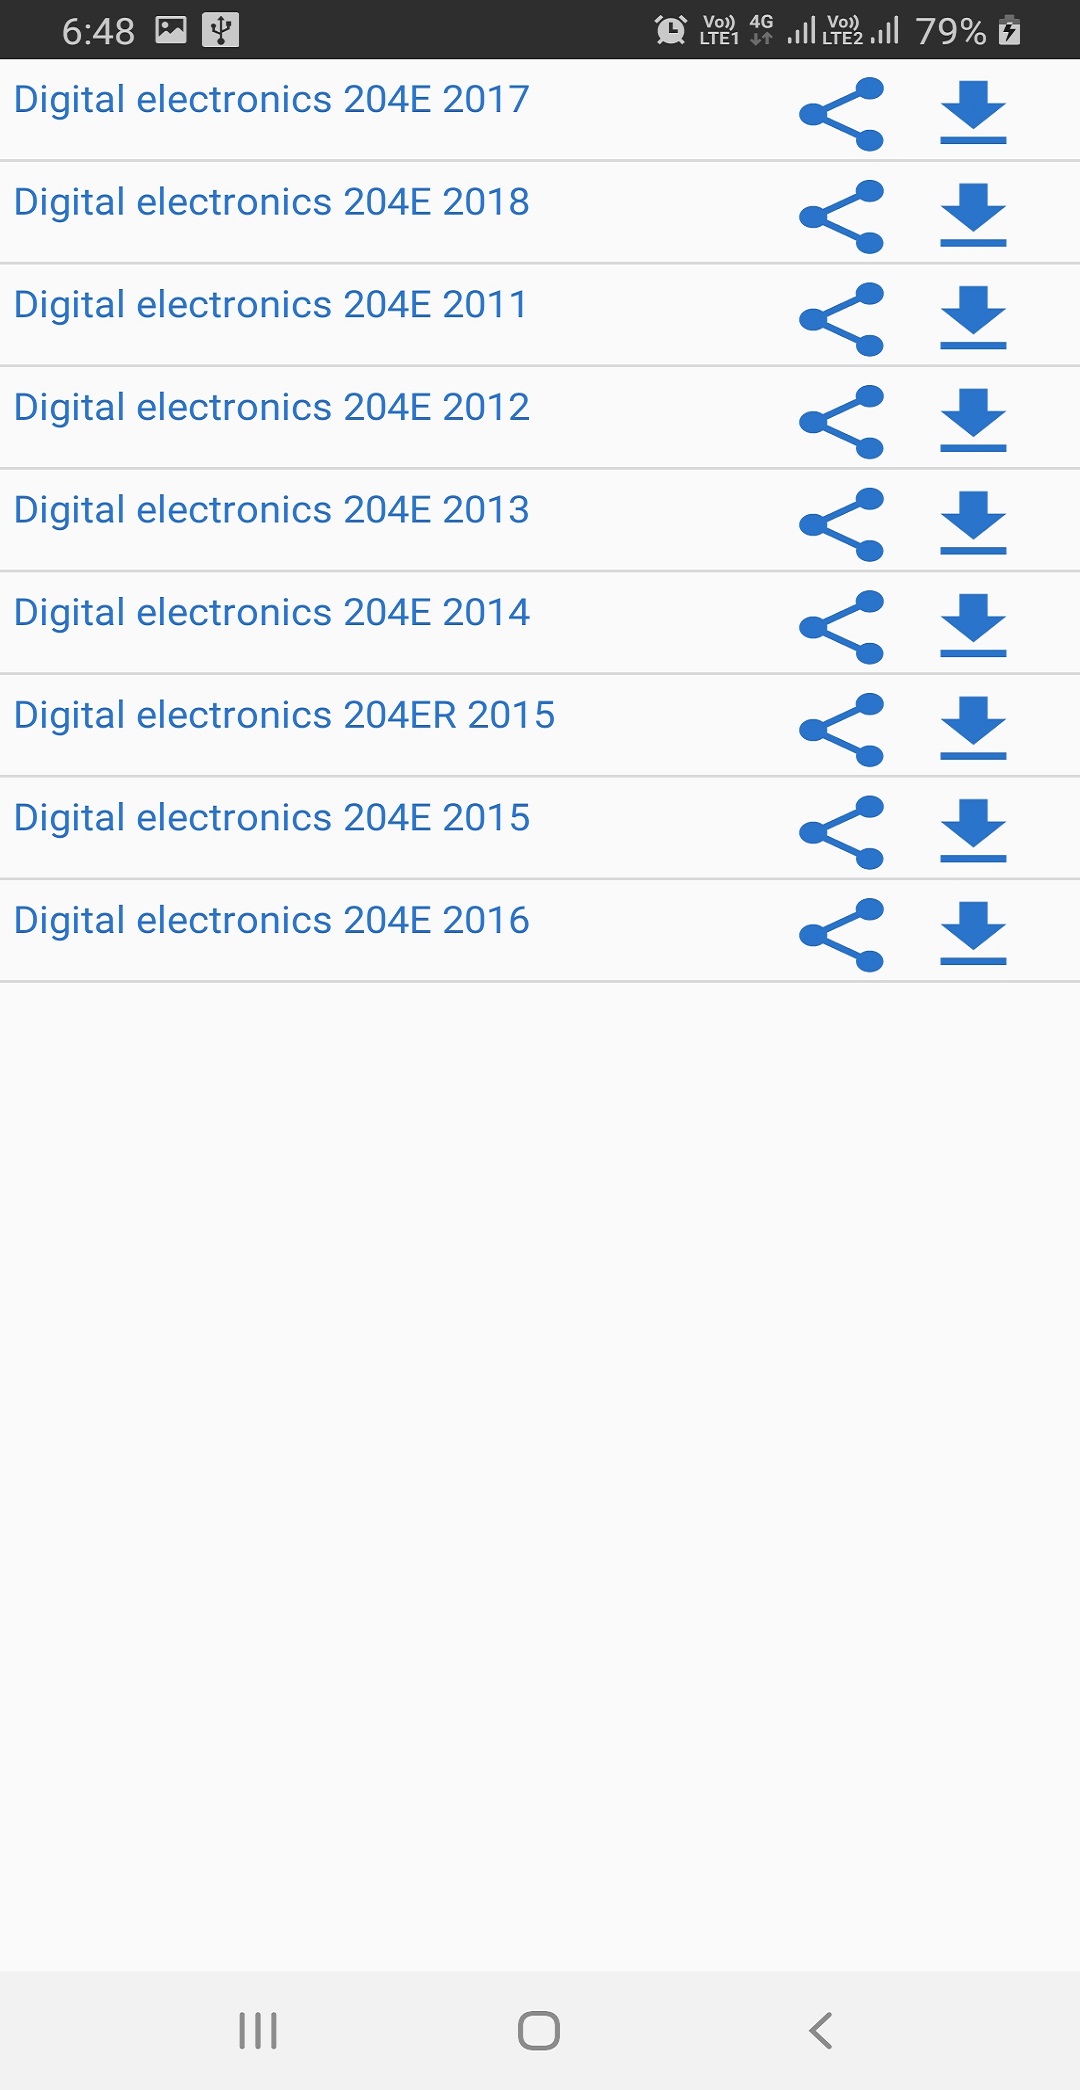 6:48 Vo)) LTE1 4G Vo)) LTE2 79%
Digital electronics 204E 2017
Digital electronics 204E 2018
Digital electronics 204E 2011
Digital electronics 204E 2012
Digital electronics 204E 2013
Digital electronics 204E 2014
Digital electronics 204ER 2015
Digital electronics 204E 2015
Digital electronics 204E 2016